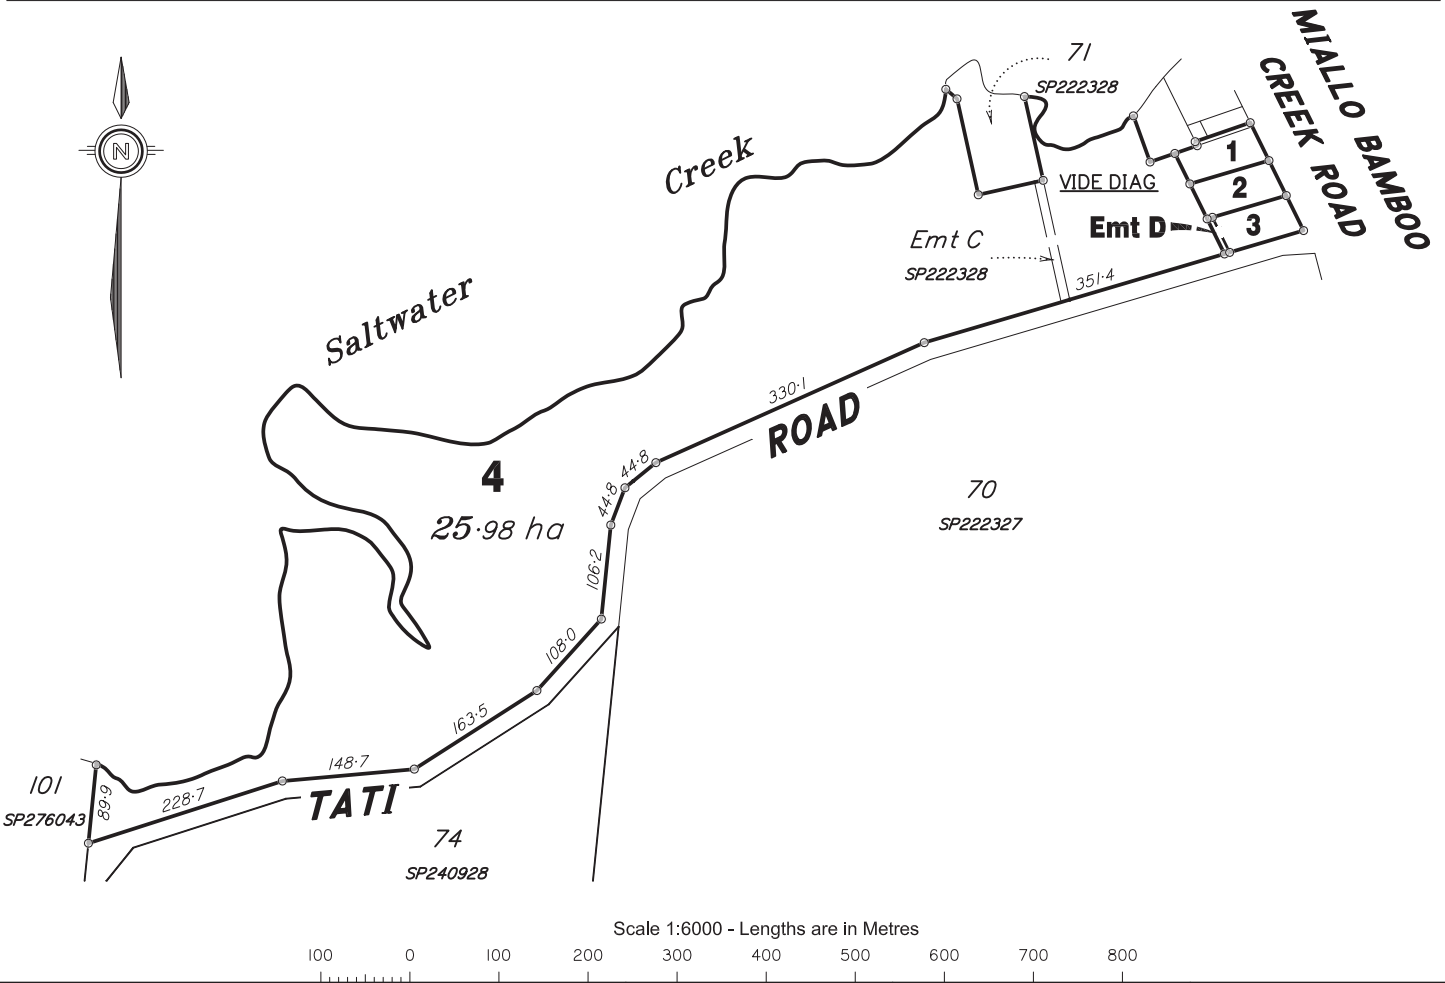 MIALLO BAMBOO
CREEK ROAD
71
SP222328
N
Creek
1
VIDE DIAG
2
Emt D
3
Emt C
SP222328
351·4
Saltwater
330·1
ROAD
44·8
4
44·8
70
SP222327
25·98 ha
106·2
108·0
163·5
148·7
101
SP276043
89·9
228·7
TATI
74
SP240928
Scale 1:6000 - Lengths are in Metres
100 0 100 200 300 400 500 600 700 800